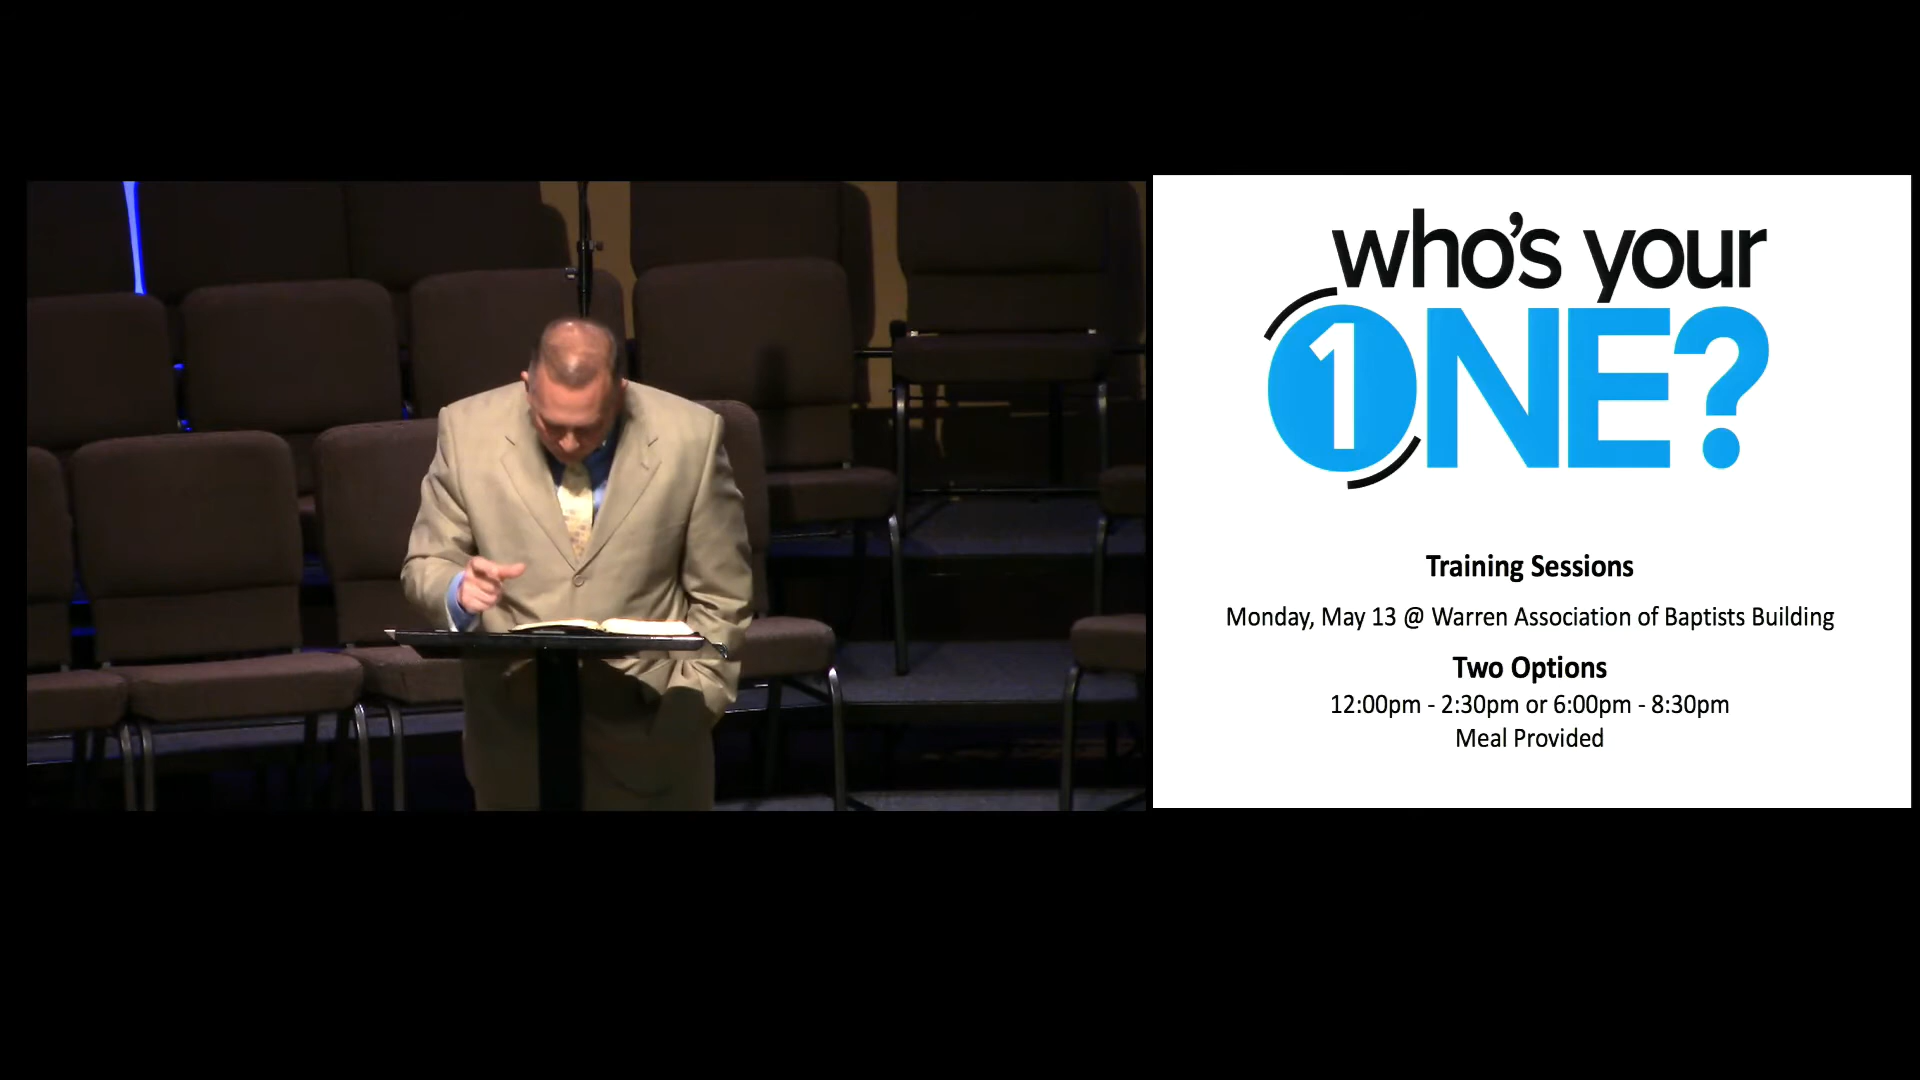 who's your
1NE?
Training Sessions
Monday, May 13 @ Warren Association of Baptists Building
Two Options
12:00pm - 2:30pm or 6:00pm - 8:30pm
Meal Provided